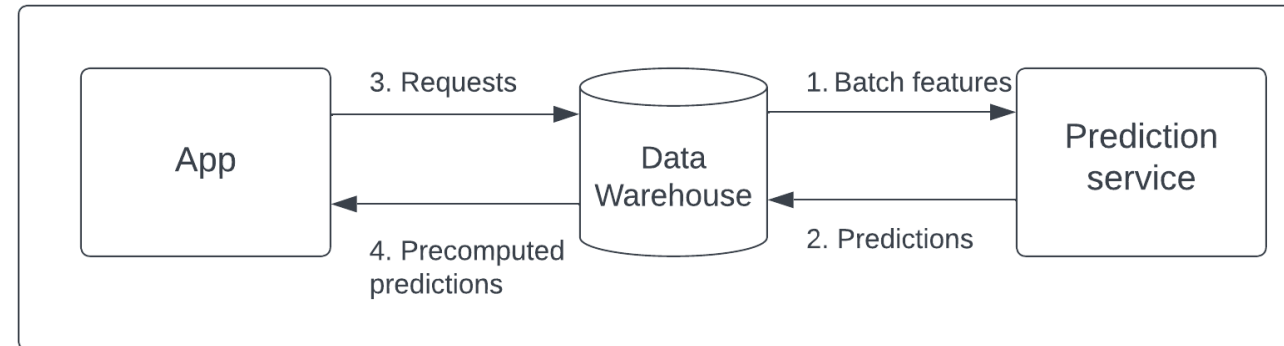 3. Requests
1. Batch features
App
Data
Warehouse
Prediction
service
4. Precomputed
predictions
2. Predictions